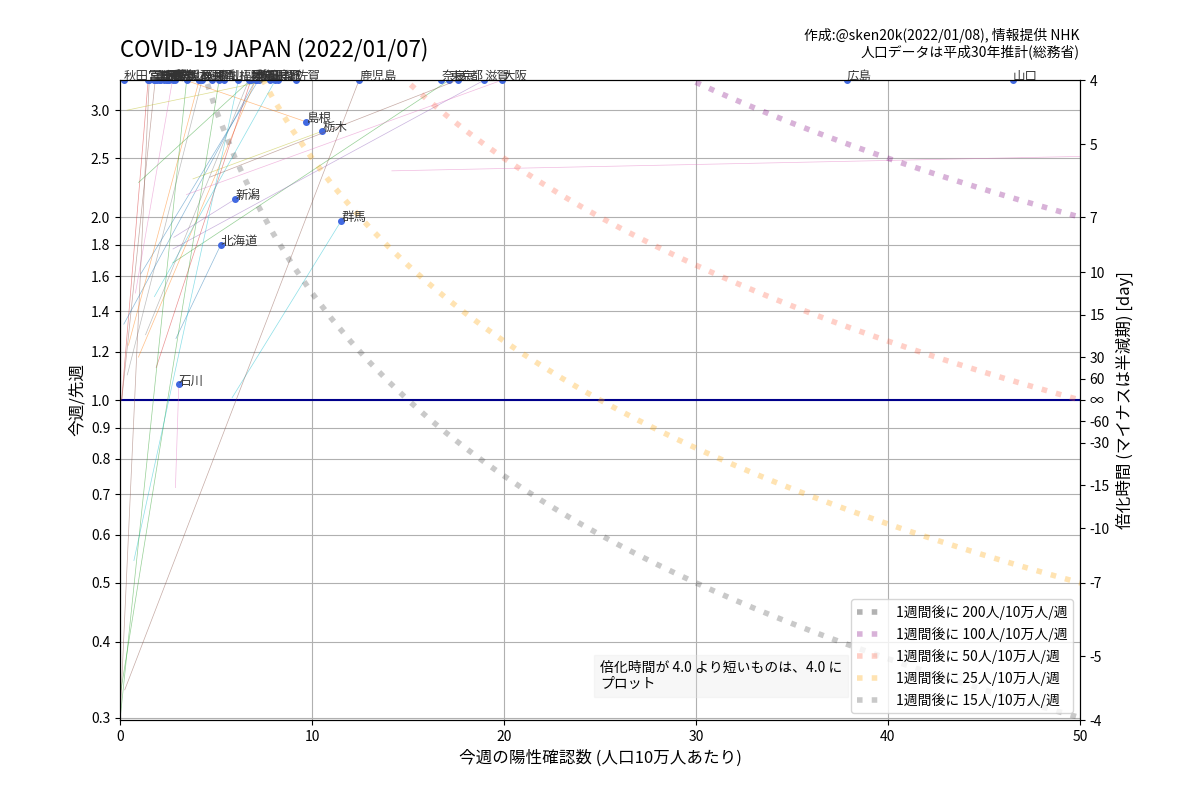 作成:@sken20k(2022/01/08), 情報提供 NHK
人口データは平成30年推計(総務省)
COVID-19 JAPAN (2022/01/07)
秋田
佐賀
鹿児島
滋賀
大阪
広島
山口
島根
栃木
新潟
群馬
北海道
石川
3.0
2.5
2.0
1.8
1.6
1.4
1.2
1.0
0.9
0.8
0.7
0.6
0.5
0.4
0.3
今週/先週
4
5
7
10
15
30
60
∞
-60
-30
-15
-10
-7
-5
-4
倍化時間 (マイナスは半減期) [day]
倍化時間が 4.0 より短いものは、4.0 に
プロット
1週間後に 200人/10万人/週
1週間後に 100人/10万人/週
1週間後に 50人/10万人/週
1週間後に 25人/10万人/週
1週間後に 15人/10万人/週
0
10
20
30
40
50
今週の陽性確認数 (人口10万人あたり)